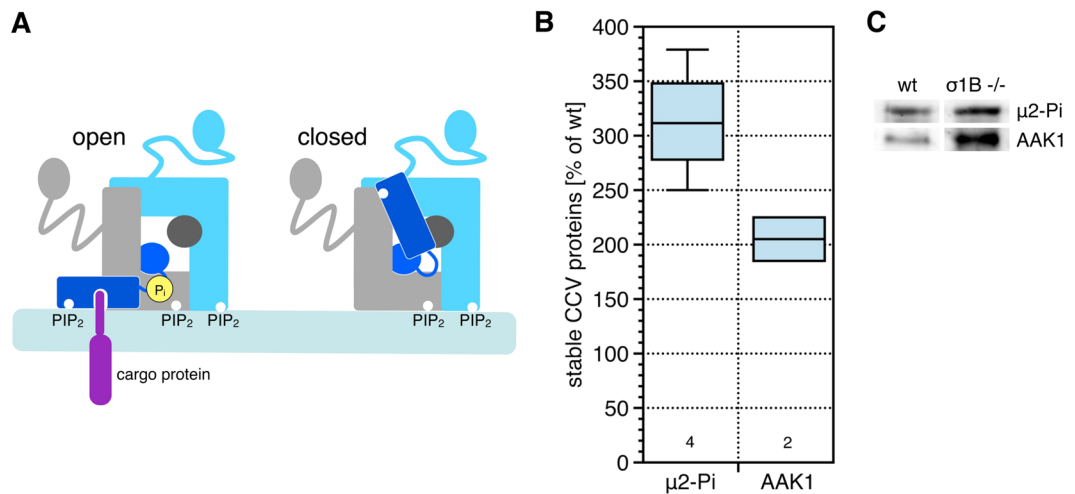 A
open
closed
Pi
PIP2
PIP2
PIP2
PIP2
PIP2
cargo protein
B
stable CCV proteins [% of wt]
400
350
300
250
200
150
100
50
0
4
2
µ2-Pi
AAK1
C
wt
σ1B -/-
µ2-Pi
AAK1